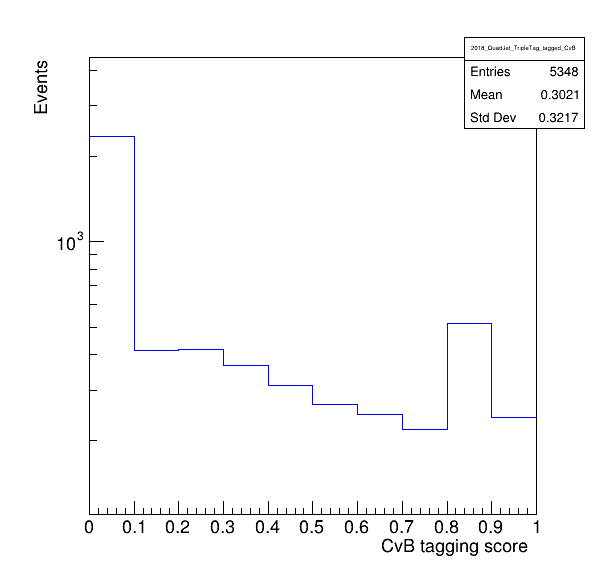 2018_QuadJet_TripleTag_tagged_CvB
Entries 5348
Mean 0.3021
Std Dev 0.3217
Events
10^3
0 0.1 0.2 0.3 0.4 0.5 0.6 0.7 0.8 0.9 1
CvB tagging score